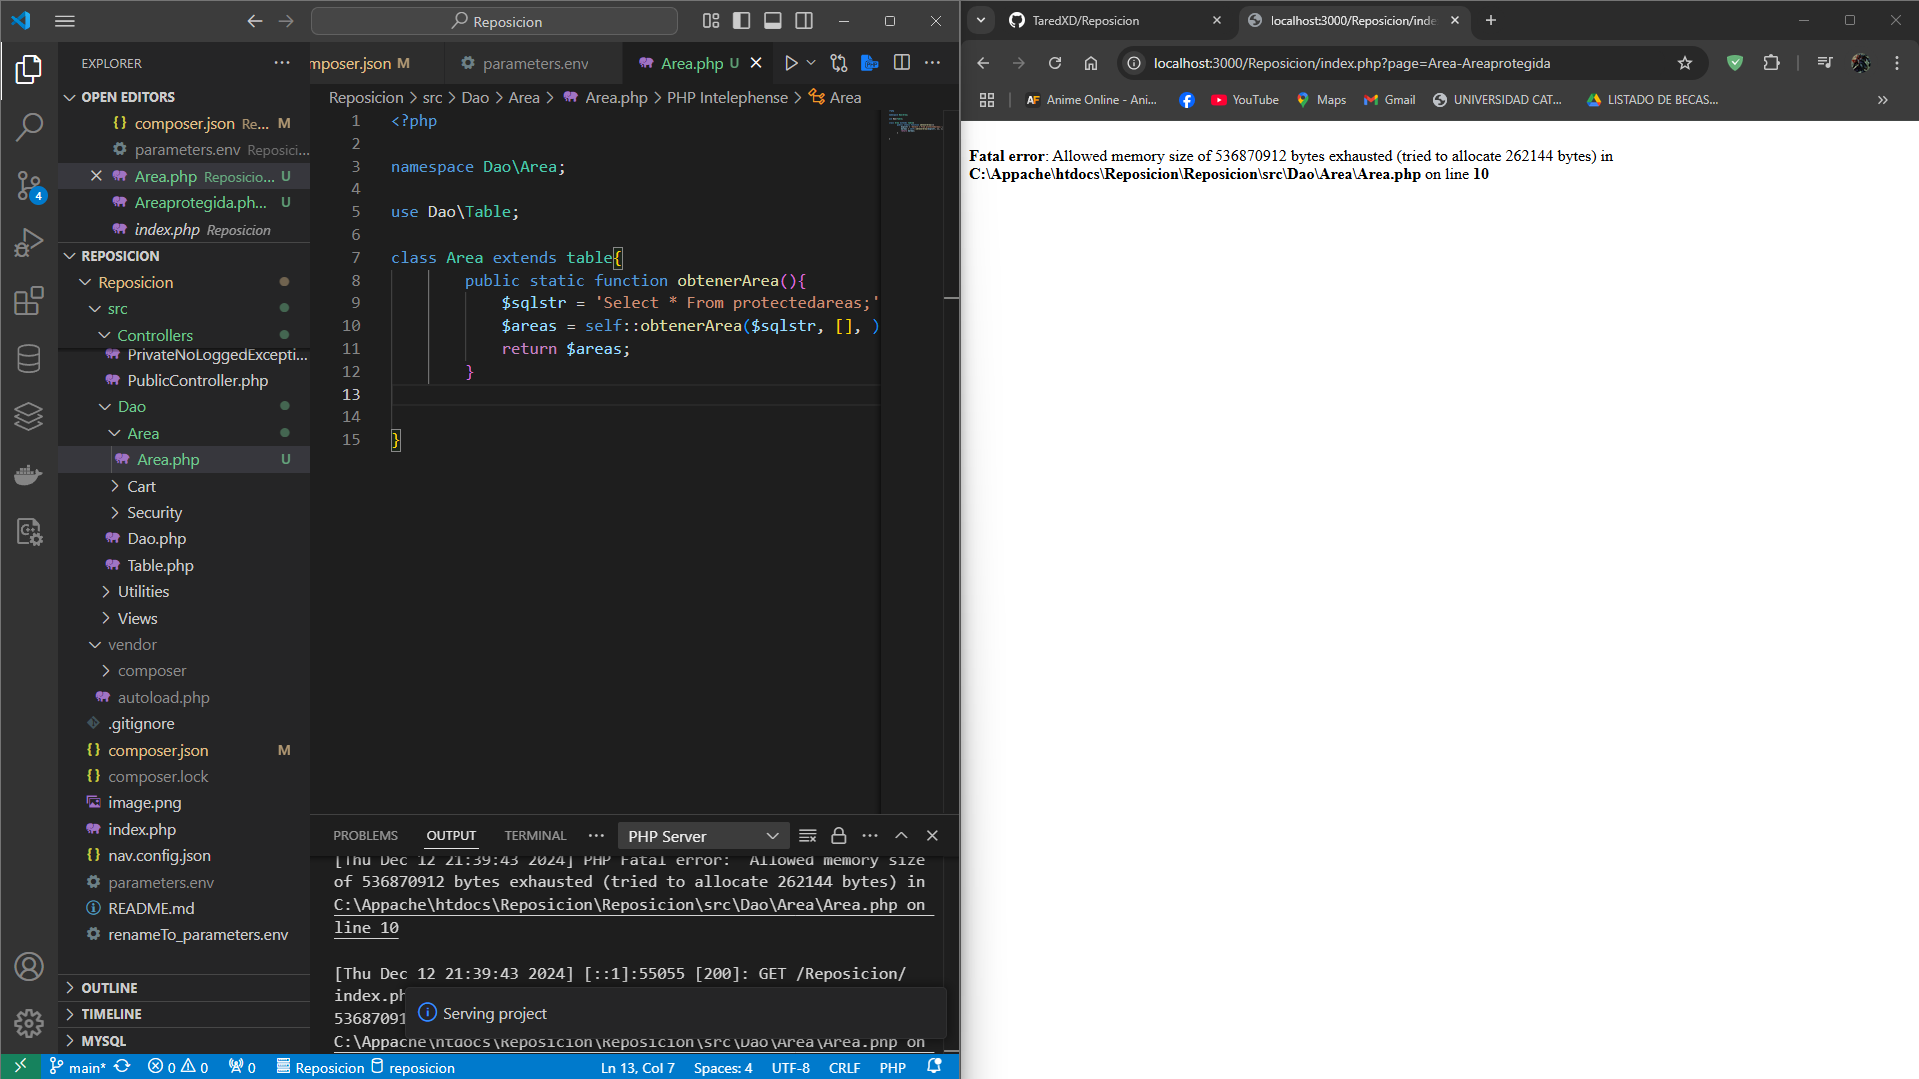 Reposicion
EXPLORER
OPEN EDITORS
composer.json Re... M
parameters.env Reposici...
Area.php Reposicio... U
Areaprotegida.ph... U
index.php Reposicion
REPOSICION
Reposicion
src
Controllers
PrivateNoLoggedExcepti...
PublicController.php
Dao
Area
Area.php U
Cart
Security
Dao.php
Table.php
Utilities
Views
vendor
composer
autoload.php
.gitignore
composer.json M
composer.lock
image.png
index.php
nav.config.json
parameters.env
README.md
renameTo_parameters.env
OUTLINE
TIMELINE
MYSQL
4
mposer.json M
parameters.env
Area.php U
Reposicion > src > Dao > Area > Area.php > PHP Intelephense > Area
1 <?php
2
3 namespace Dao\Area;
4
5 use Dao\Table;
6
7 class Area extends table{
8 public static function obtenerArea(){
9 $sqlstr = 'Select * From protectedareas;'
10 $areas = self::obtenerArea($sqlstr, [], )
11 return $areas;
12 }
13
14
15 }
PROBLEMS OUTPUT TERMINAL ... PHP Server
[Thu Dec 12 21:39:43 2024] PHP Fatal error: Allowed memory size
of 536870912 bytes exhausted (tried to allocate 262144 bytes) in
C:\Appache\htdocs\Reposicion\Reposicion\src\Dao\Area\Area.php on
line 10
[Thu Dec 12 21:39:43 2024] [::1]:55055 [200]: GET /Reposicion/
index.ph
53687091
C:\Appache\htdocs\Reposicion\Reposicion\src\Dao\Area\Area.php on
Serving project
main* 0 0 0 Reposicion reposicion Ln 13, Col 7 Spaces: 4 UTF-8 CRLF PHP
TaredXD/Reposicion
localhost:3000/Reposicion/inde
localhost:3000/Reposicion/index.php?page=Area-Areaprotegida
AF Anime Online - Ani... YouTube Maps Gmail UNIVERSIDAD CAT... LISTADO DE BECAS...
Fatal error: Allowed memory size of 536870912 bytes exhausted (tried to allocate 262144 bytes) in
C:\Appache\htdocs\Reposicion\Reposicion\src\Dao\Area\Area.php on line 10